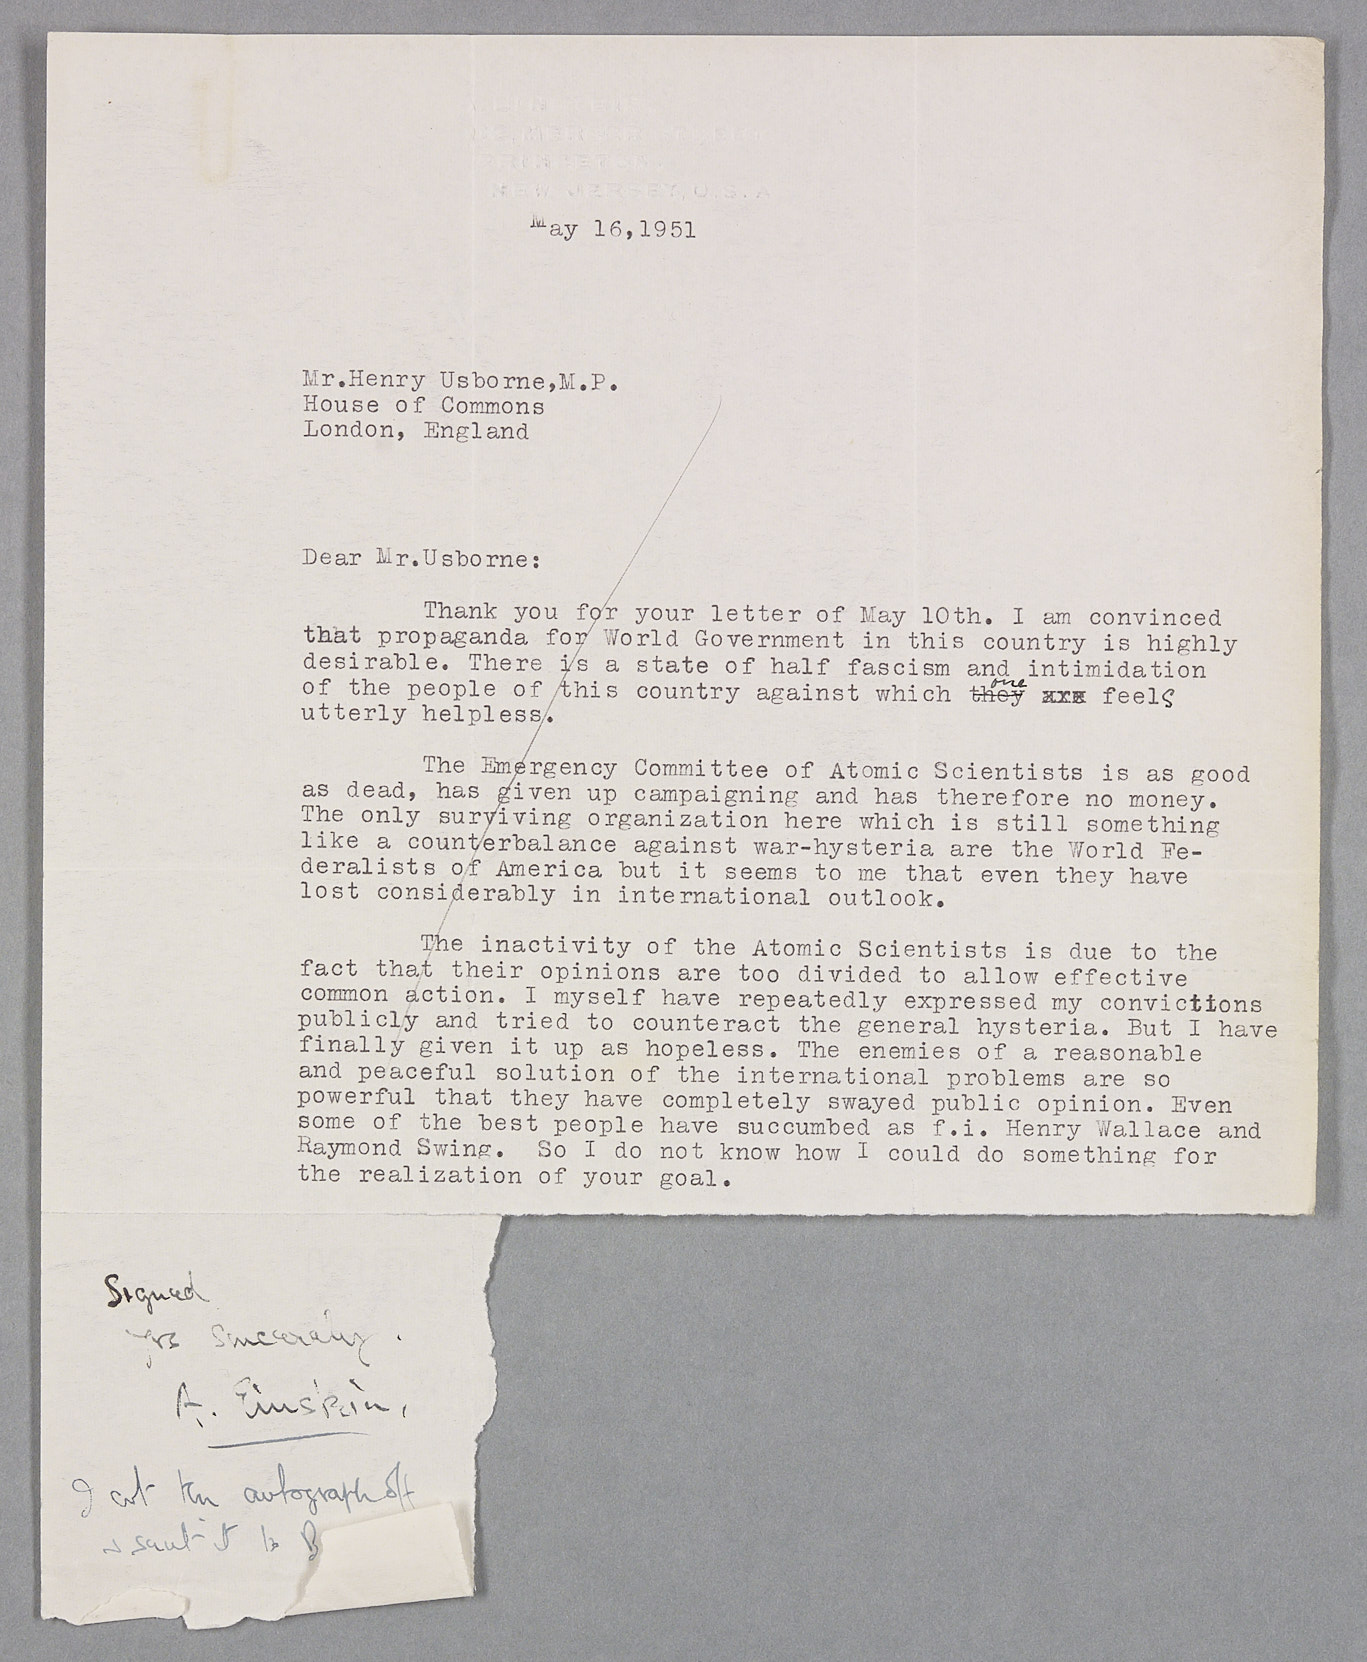 NEW JERSEY, U.S.A
May 16,1951
Mr.Henry Usborne,M.P.
House of Commons
London, England
Dear Mr.Usborne:
Thank you for your letter of May 10th. I am convinced
that propaganda for World Government in this country is highly
desirable. There is a state of half fascism and intimidation
of the people of this country against which they one are feels
utterly helpless.
The Emergency Committee of Atomic Scientists is as good
as dead, has given up campaigning and has therefore no money.
The only surviving organization here which is still something
like a counterbalance against war-hysteria are the World Fe-
deralists of America but it seems to me that even they have
lost considerably in international outlook.
The inactivity of the Atomic Scientists is due to the
fact that their opinions are too divided to allow effective
common action. I myself have repeatedly expressed my convictions
publicly and tried to counteract the general hysteria. But I have
finally given it up as hopeless. The enemies of a reasonable
and peaceful solution of the international problems are so
powerful that they have completely swayed public opinion. Even
some of the best people have succumbed as f.i. Henry Wallace and
Raymond Swing. So I do not know how I could do something for
the realization of your goal.
Signed
yrs sincerely.
A. Einstein.
I cut the autograph off
& sent it to B